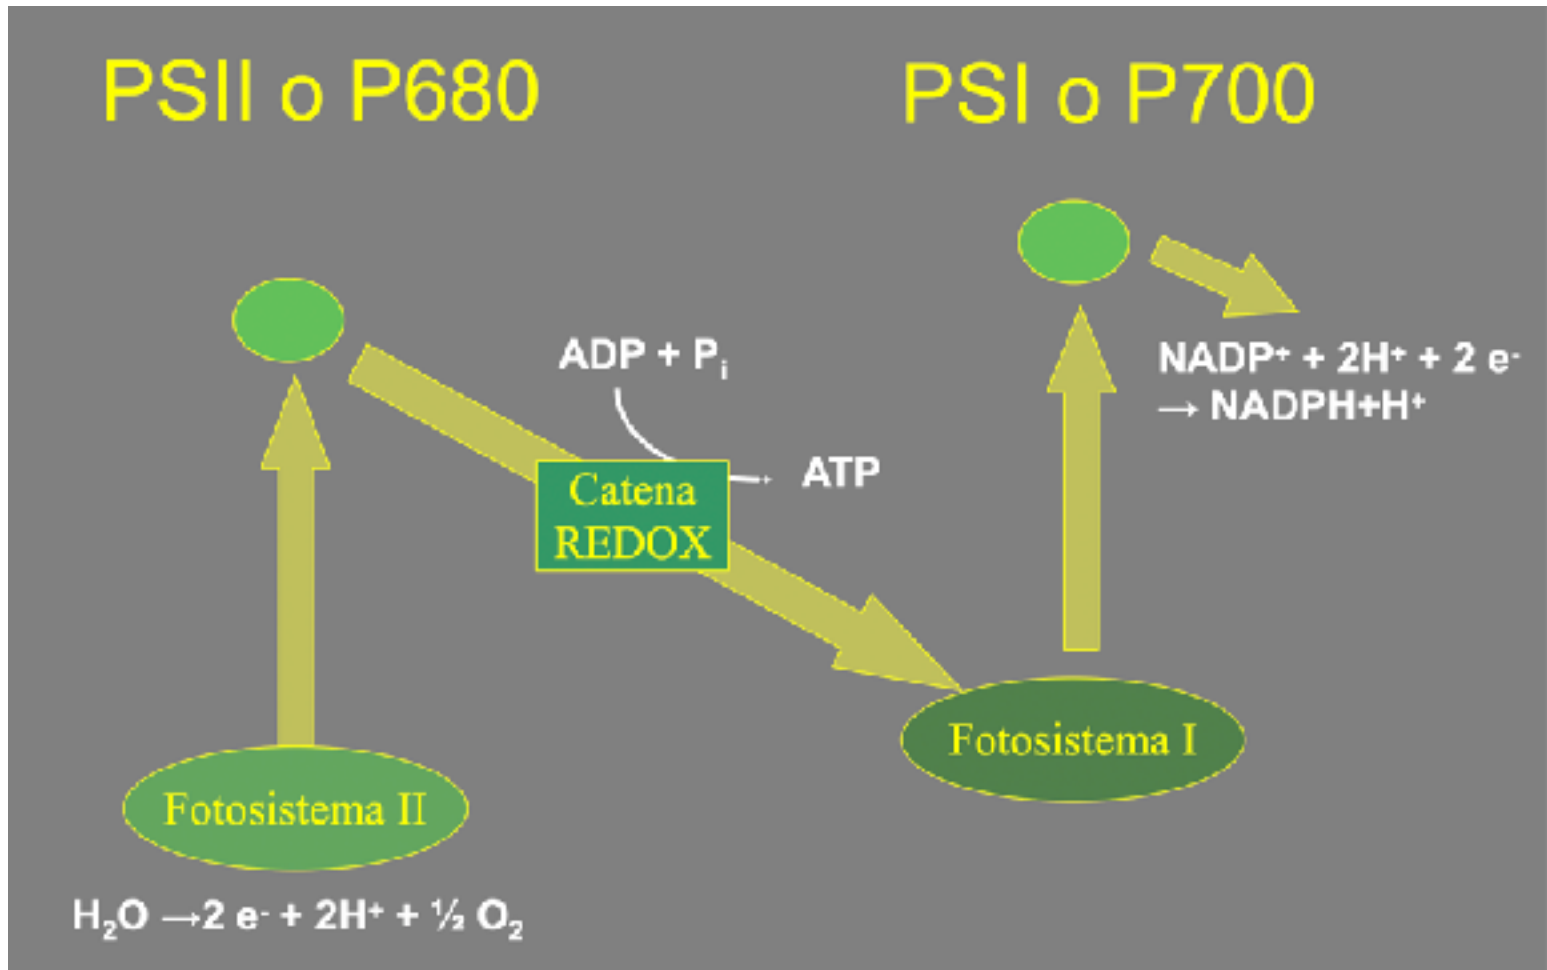 PSII o P680
PSI o P700
ADP + Pᵢ
NADP⁺ + 2H⁺ + 2 e⁻
→ NADPH+H⁺
ATP
Catena
REDOX
Fotosistema I
Fotosistema II
H₂O →2 e⁻ + 2H⁺ + ½ O₂